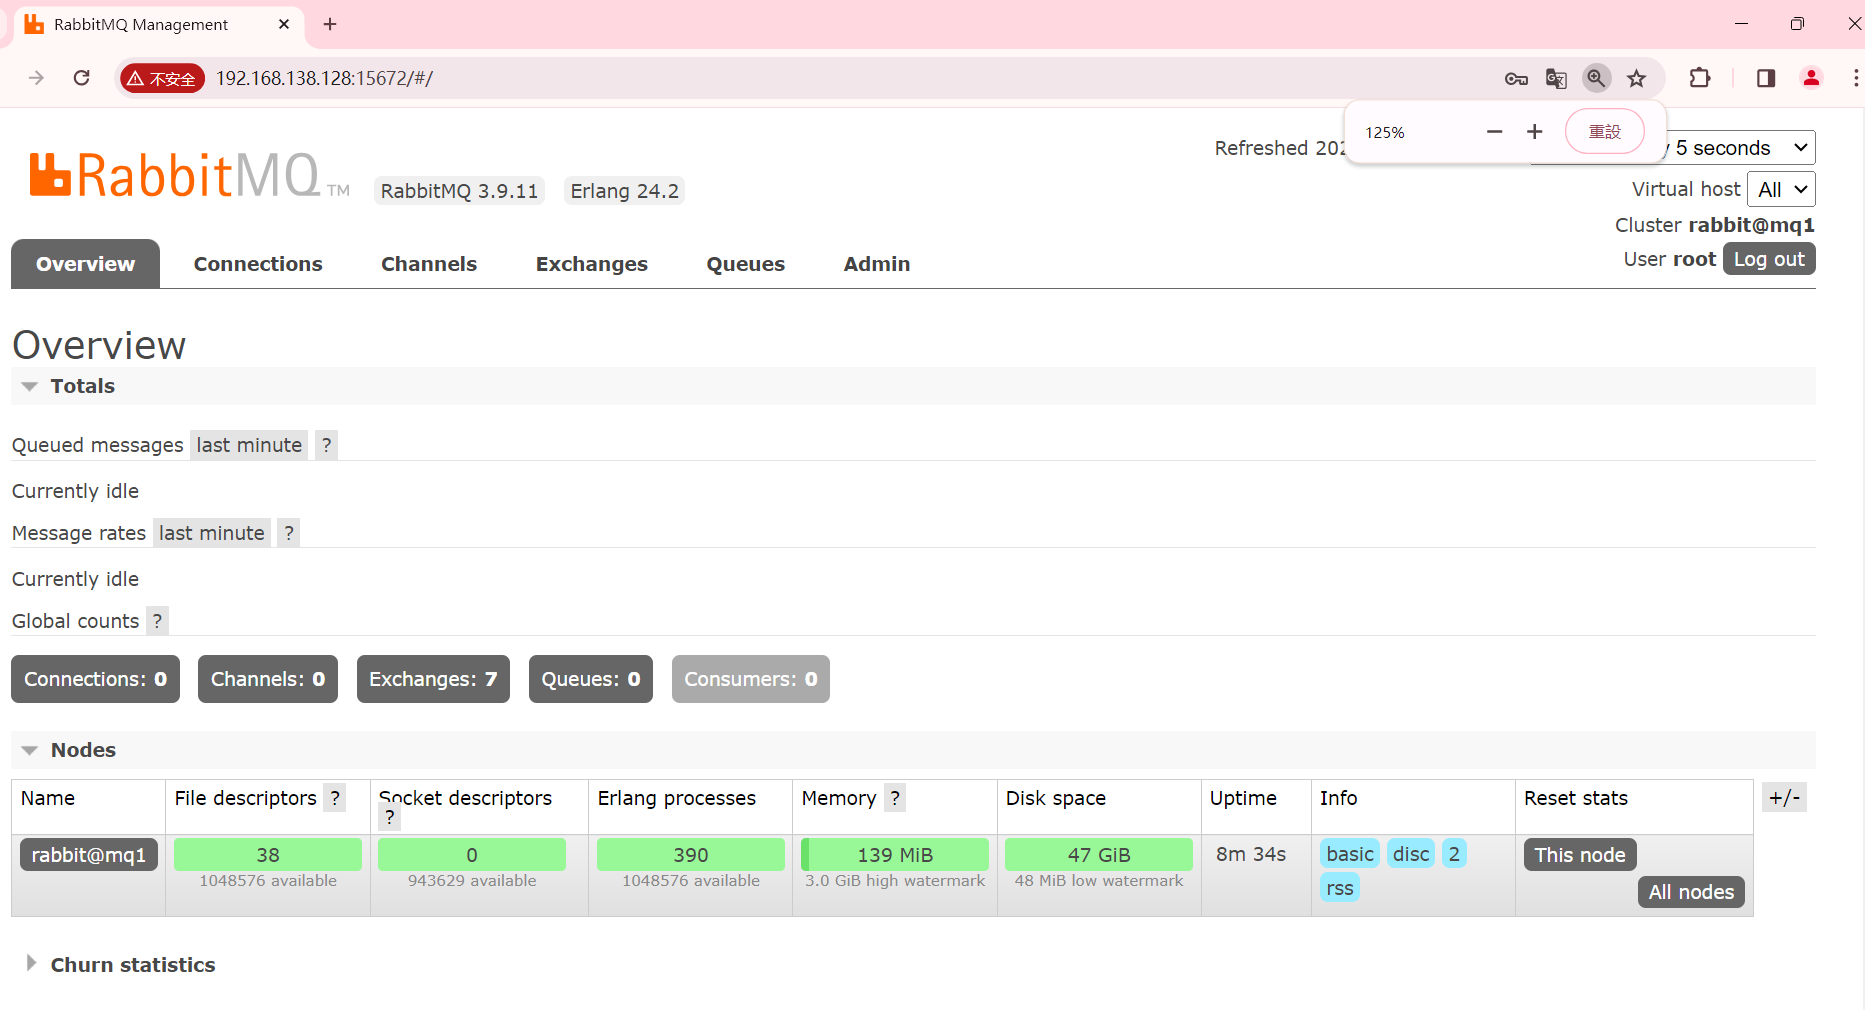 RabbitMQ Management
不安全 192.168.138.128:15672/#/
125% 重設
Refreshed 5 seconds
RabbitMQ TM RabbitMQ 3.9.11 Erlang 24.2
Virtual host All
Cluster rabbit@mq1
User root Log out
Overview Connections Channels Exchanges Queues Admin
Overview
Totals
Queued messages last minute ?
Currently idle
Message rates last minute ?
Currently idle
Global counts ?
Connections: 0 Channels: 0 Exchanges: 7 Queues: 0 Consumers: 0
Nodes
Name File descriptors ? Socket descriptors ? Erlang processes Memory ? Disk space Uptime Info Reset stats +/-
rabbit@mq1 38 0 390 139 MiB 47 GiB 8m 34s basic disc 2 This node
1048576 available 943629 available 1048576 available 3.0 GiB high watermark 48 MiB low watermark rss All nodes
Churn statistics